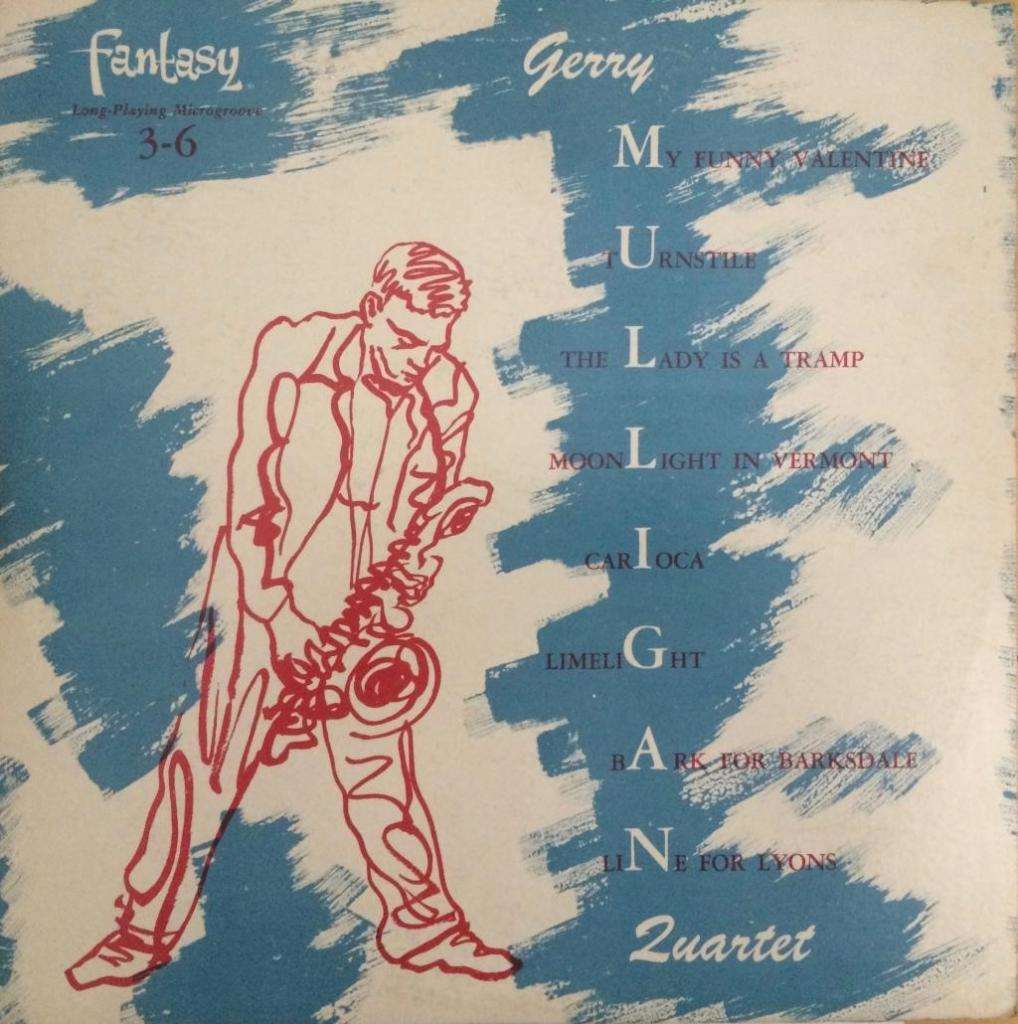 Fantasy
Long-Playing Microgroove
3-6
Gerry
MY FUNNY VALENTINE
TURNSTILE
THE LADY IS A TRAMP
MOONLIGHT IN VERMONT
CARIOCA
LIMELIGHT
BARK FOR BARKSDALE
LINE FOR LYONS
Quartet